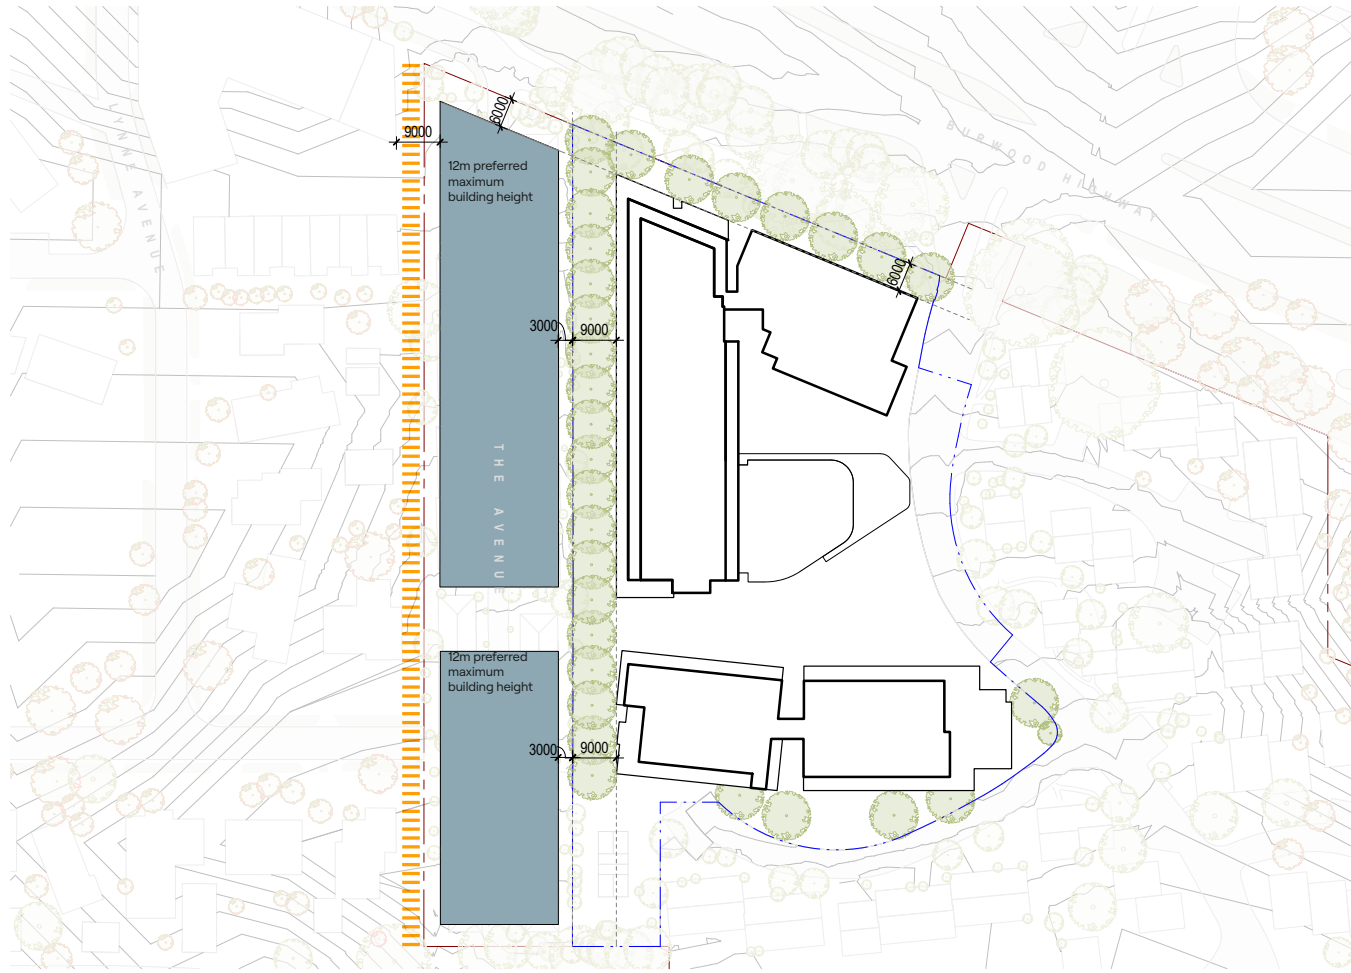 6000
9000
12m preferred
maximum
building height
LYNNE AVENUE
BURWOOD HIGHWAY
6000
3000
9000
THE AVENUE
12m preferred
maximum
building height
3000
9000